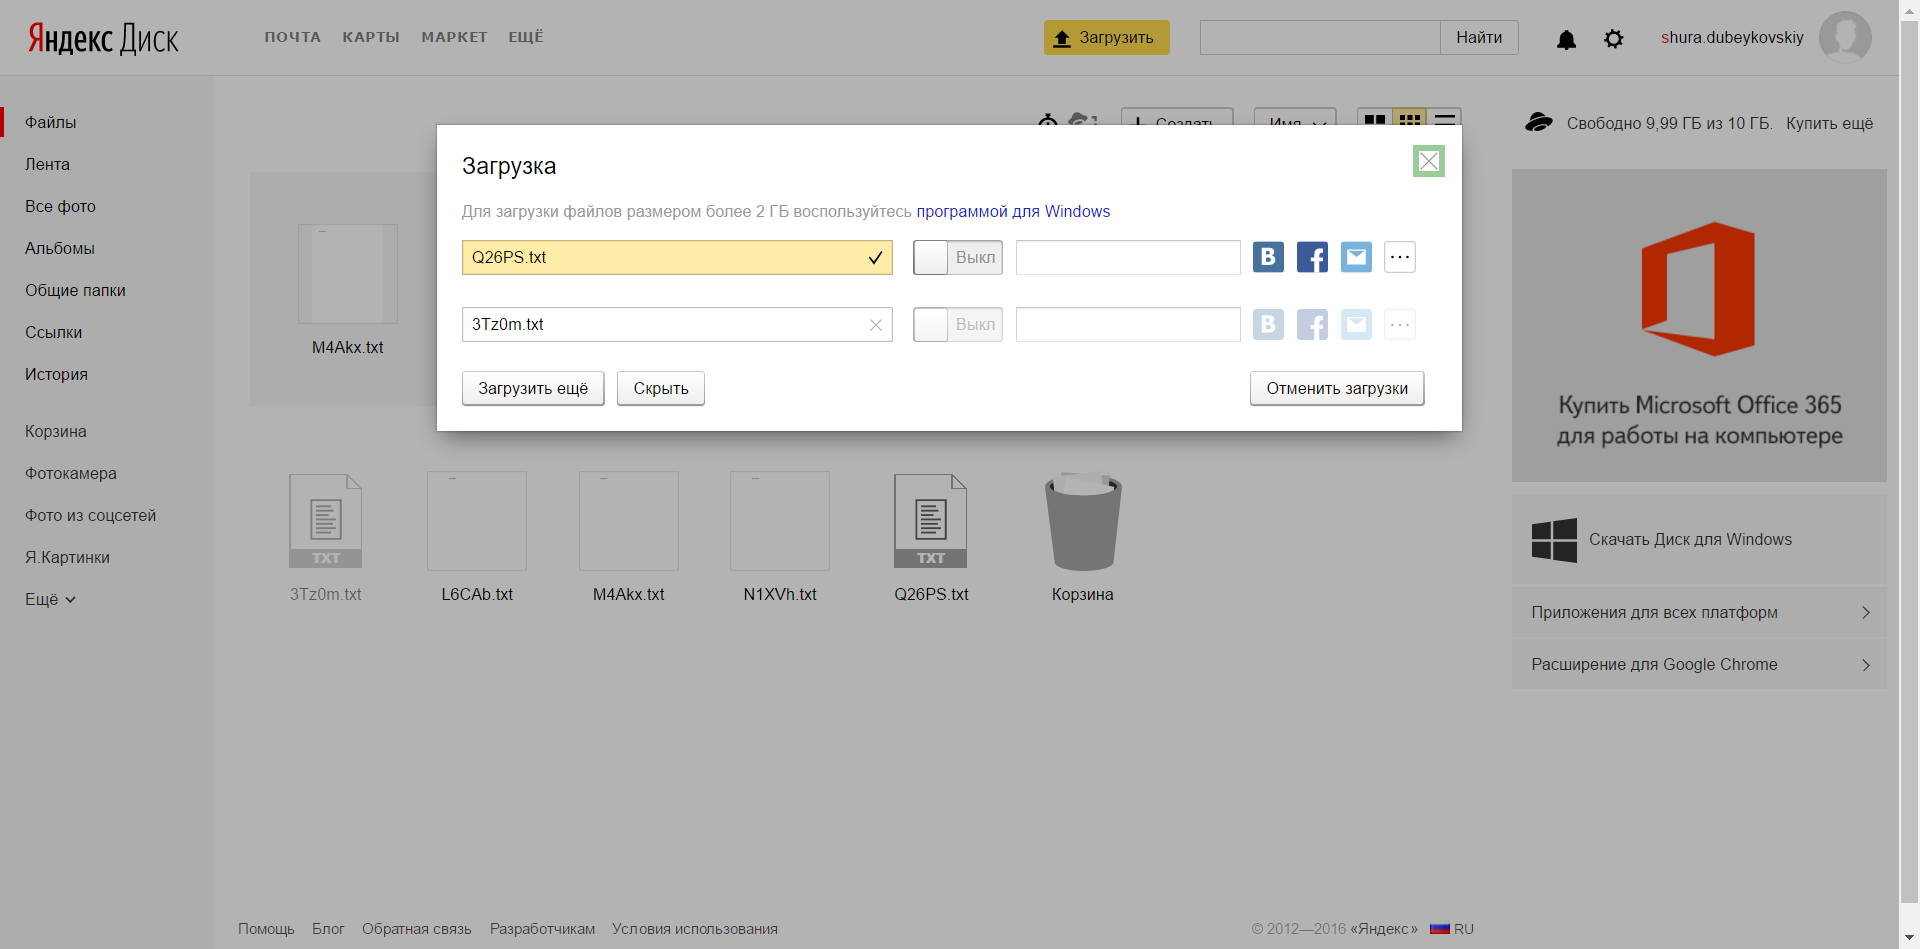 Яндекс Диск
ПОЧТА КАРТЫ МАРКЕТ ЕЩЁ
Загрузить
Найти
shura.dubeykovskiy
Файлы
Лента
Все фото
Альбомы
Общие папки
Ссылки
История
Корзина
Фотокамера
Фото из соцсетей
Я.Картинки
Ещё
Создать
Имя
Свободно 9,99 ГБ из 10 ГБ. Купить ещё
M4Akx.txt
Загрузка
Для загрузки файлов размером более 2 ГБ воспользуйтесь программой для Windows
Q26PS.txt
Выкл
B f
3Tz0m.txt
Выкл
B f
Загрузить ещё
Скрыть
Отменить загрузки
TXT
3Tz0m.txt
L6CAb.txt
M4Akx.txt
N1XVh.txt
TXT
Q26PS.txt
Корзина
Купить Microsoft Office 365
для работы на компьютере
Скачать Диск для Windows
Приложения для всех платформ
Расширение для Google Chrome
Помощь Блог Обратная связь Разработчикам Условия использования
© 2012—2016 «Яндекс» RU